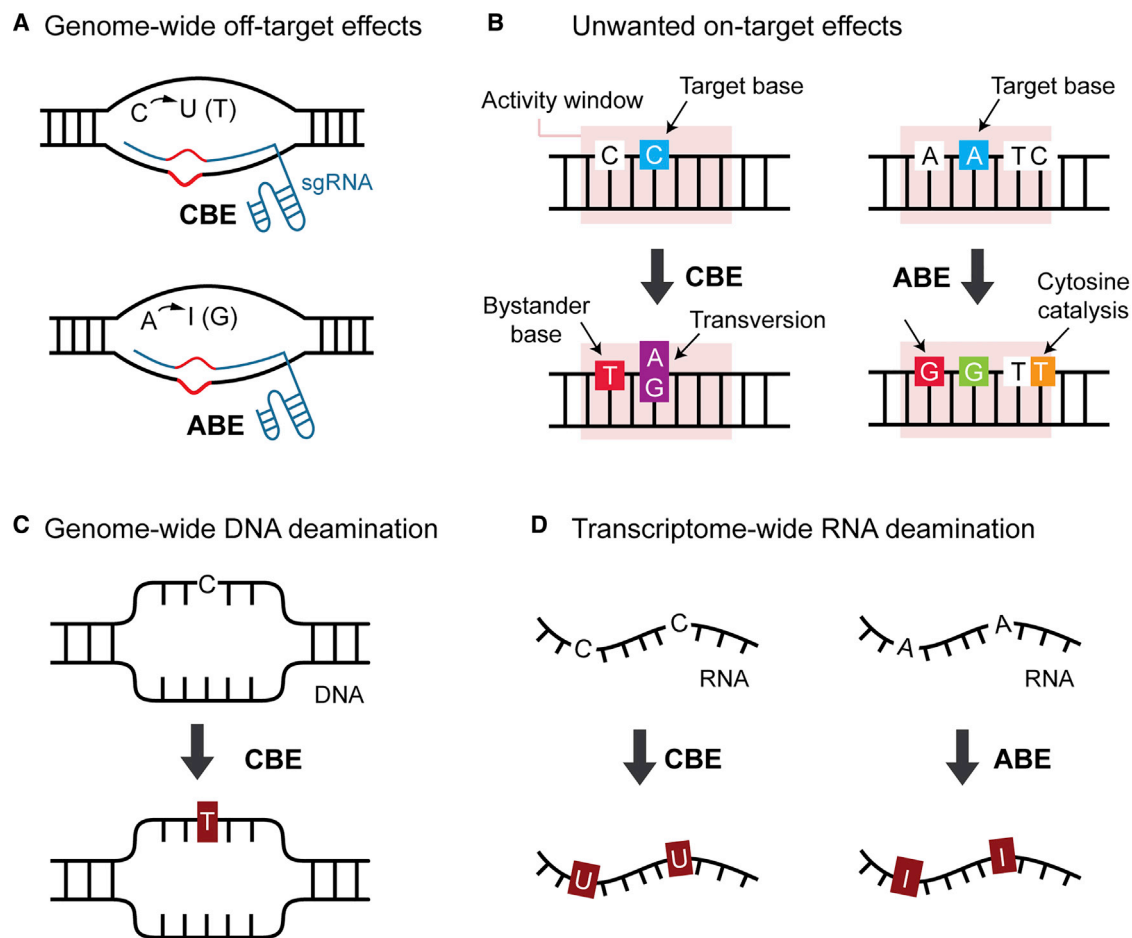 A Genome-wide off-target effects
C U (T)
sgRNA
CBE
A I (G)
ABE
B Unwanted on-target effects
Activity window
Target base
C C
CBE
Bystander
base
Transversion
T A
G
Target base
A A T C
ABE
Cytosine
catalysis
G G T T
C Genome-wide DNA deamination
C
DNA
CBE
T
D Transcriptome-wide RNA deamination
C C
RNA
CBE
U U
A A
RNA
ABE
I I